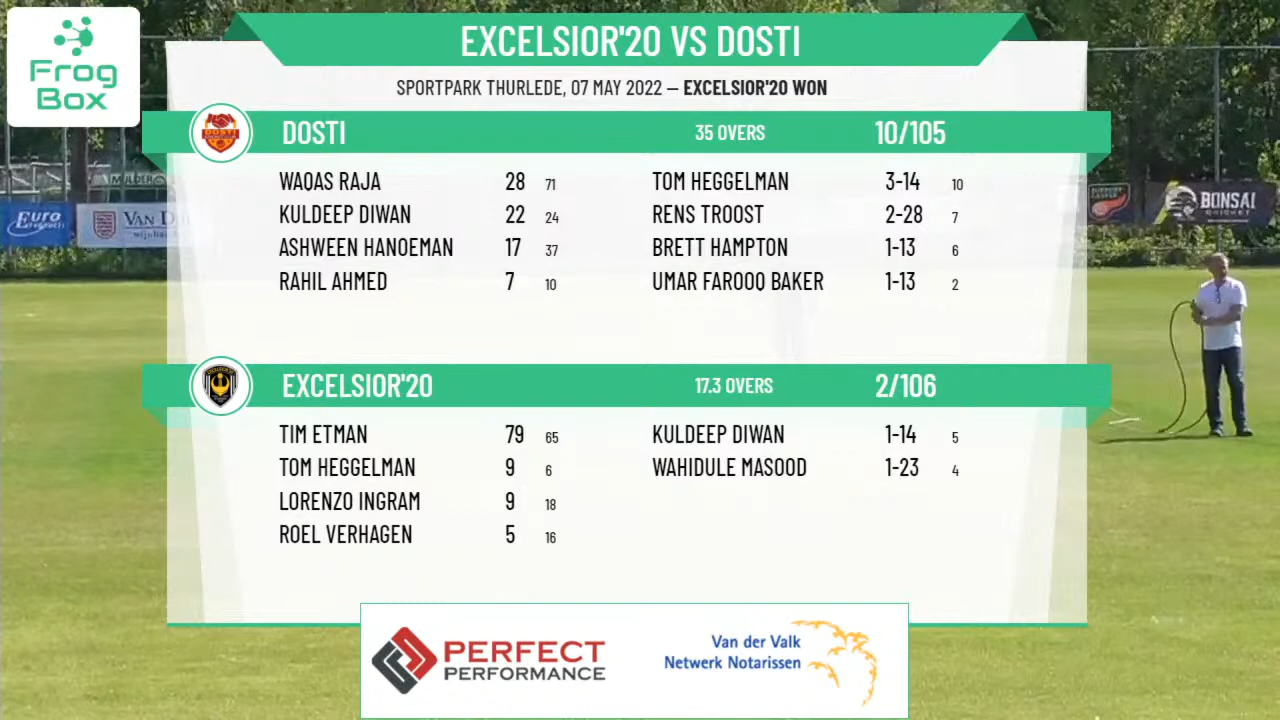 Frog
Box
EXCELSIOR'20 VS DOSTI
SPORTPARK THURLEDE, 07 MAY 2022 – EXCELSIOR'20 WON
DOSTI 35 OVERS 10/105
WAQAS RAJA 28 71 TOM HEGGELMAN 3-14 10
KULDEEP DIWAN 22 24 RENS TROOST 2-28 7
ASHWEEN HANOEMAN 17 37 BRETT HAMPTON 1-13 6
RAHIL AHMED 7 10 UMAR FAROOQ BAKER 1-13 2
EXCELSIOR'20 17.3 OVERS 2/106
TIM ETMAN 79 65 KULDEEP DIWAN 1-14 5
TOM HEGGELMAN 9 6 WAHIDULE MASOOD 1-23 4
LORENZO INGRAM 9 18
ROEL VERHAGEN 5 16
PERFECT
PERFORMANCE
Van der Valk
Netwerk Notarissen
DOSTI
MULDER
EURO
VAN D
BONSAI
CRICKET